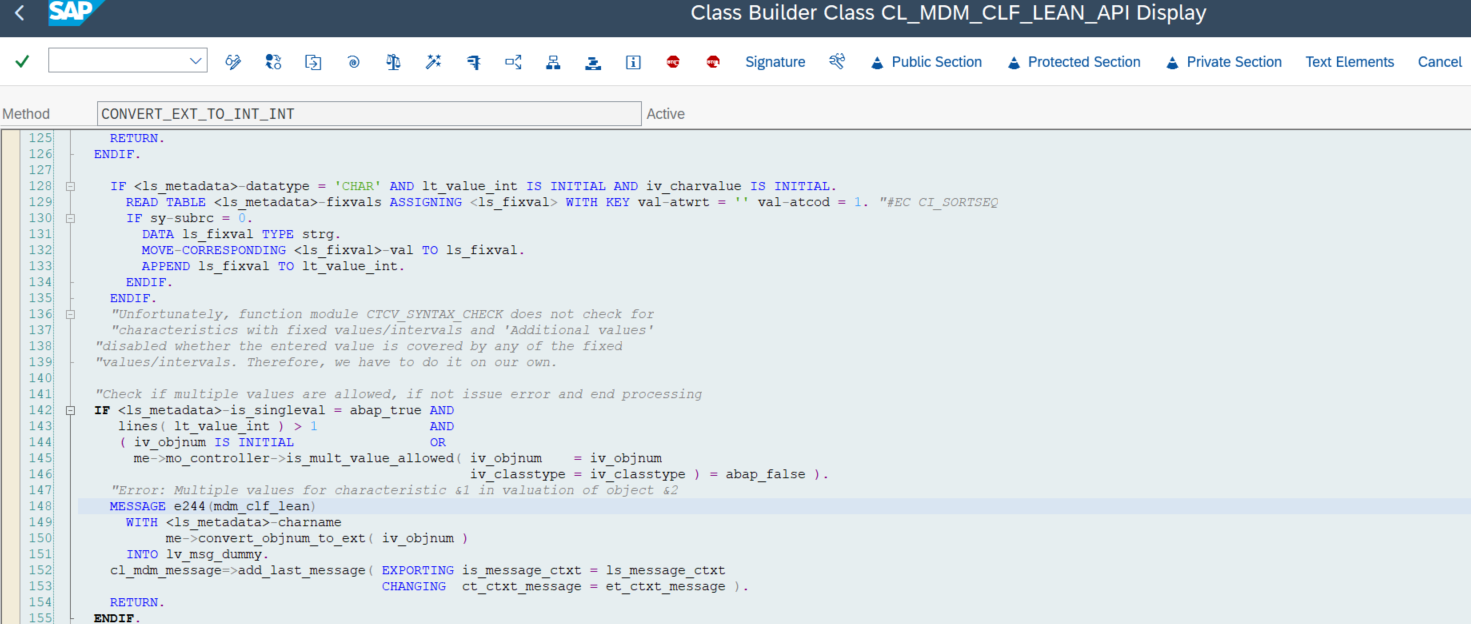 SAP
Class Builder Class CL_MDM_CLF_LEAN_API Display
Signature Public Section Protected Section Private Section Text Elements Cancel
Method CONVERT_EXT_TO_INT_INT Active
125 RETURN.
126 ENDIF.
127
128 IF <ls_metadata>-datatype = 'CHAR' AND lt_value_int IS INITIAL AND iv_charvalue IS INITIAL.
129 READ TABLE <ls_metadata>-fixvals ASSIGNING <ls_fixval> WITH KEY val-atwrt = '' val-atcod = 1. "#EC CI_SORTSEQ
130 IF sy-subrc = 0.
131 DATA ls_fixval TYPE strg.
132 MOVE-CORRESPONDING <ls_fixval>-val TO ls_fixval.
133 APPEND ls_fixval TO lt_value_int.
134 ENDIF.
135 ENDIF.
136 "Unfortunately, function module CTCV_SYNTAX_CHECK does not check for
137 "characteristics with fixed values/intervals and 'Additional values'
138 "disabled whether the entered value is covered by any of the fixed
139 "values/intervals. Therefore, we have to do it on our own.
140
141 "Check if multiple values are allowed, if not issue error and end processing
142 IF <ls_metadata>-is_singleval = abap_true AND
143 lines( lt_value_int ) > 1 AND
144 ( iv_objnum IS INITIAL OR
145 me->mo_controller->is_mult_value_allowed( iv_objnum = iv_objnum
146 iv_classtype = iv_classtype ) = abap_false ).
147 "Error: Multiple values for characteristic &1 in valuation of object &2
148 MESSAGE e244(mdm_clf_lean)
149 WITH <ls_metadata>-charname
150 me->convert_objnum_to_ext( iv_objnum )
151 INTO lv_msg_dummy.
152 cl_mdm_message=>add_last_message( EXPORTING is_message_ctxt = ls_message_ctxt
153 CHANGING ct_ctxt_message = et_ctxt_message ).
154 RETURN.
155 ENDIF.